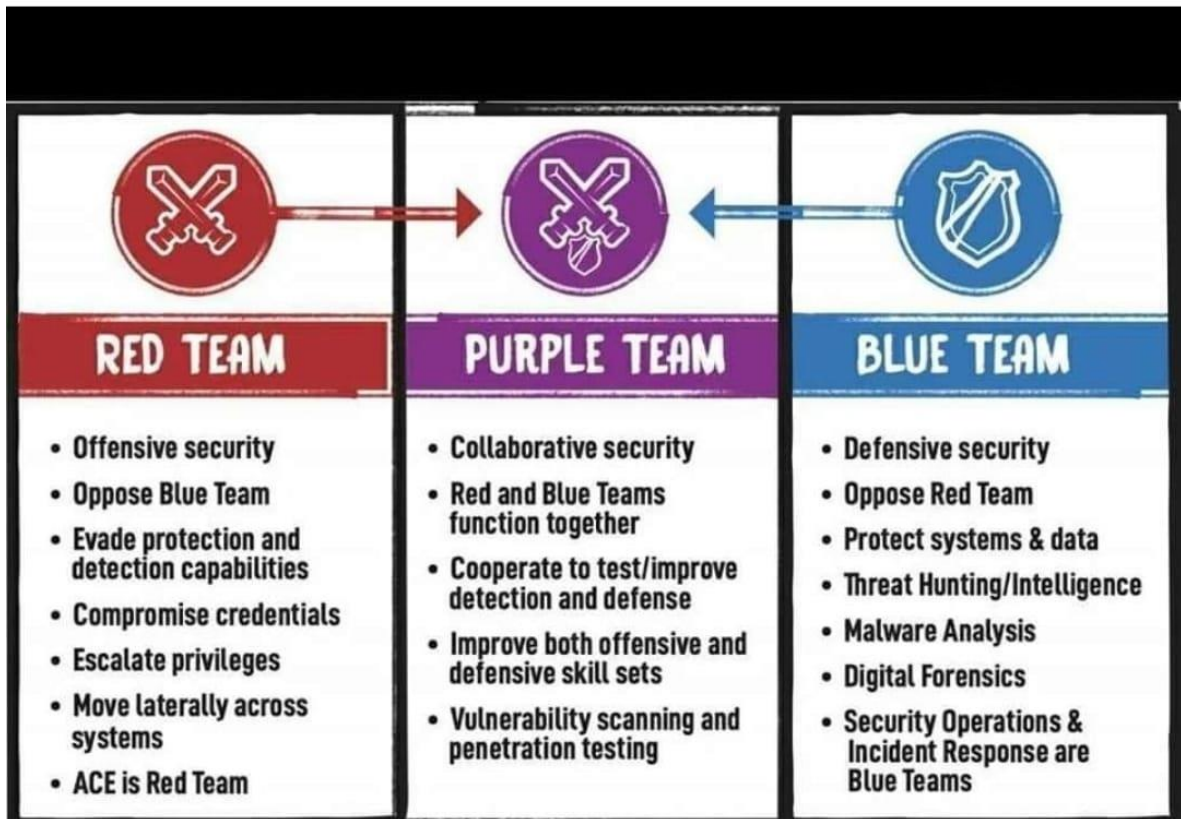 RED TEAM
• Offensive security
• Oppose Blue Team
• Evade protection and
detection capabilities
• Compromise credentials
• Escalate privileges
• Move laterally across
systems
• ACE is Red Team
PURPLE TEAM
• Collaborative security
• Red and Blue Teams
function together
• Cooperate to test/improve
detection and defense
• Improve both offensive and
defensive skill sets
• Vulnerability scanning and
penetration testing
BLUE TEAM
• Defensive security
• Oppose Red Team
• Protect systems & data
• Threat Hunting/Intelligence
• Malware Analysis
• Digital Forensics
• Security Operations &
Incident Response are
Blue Teams